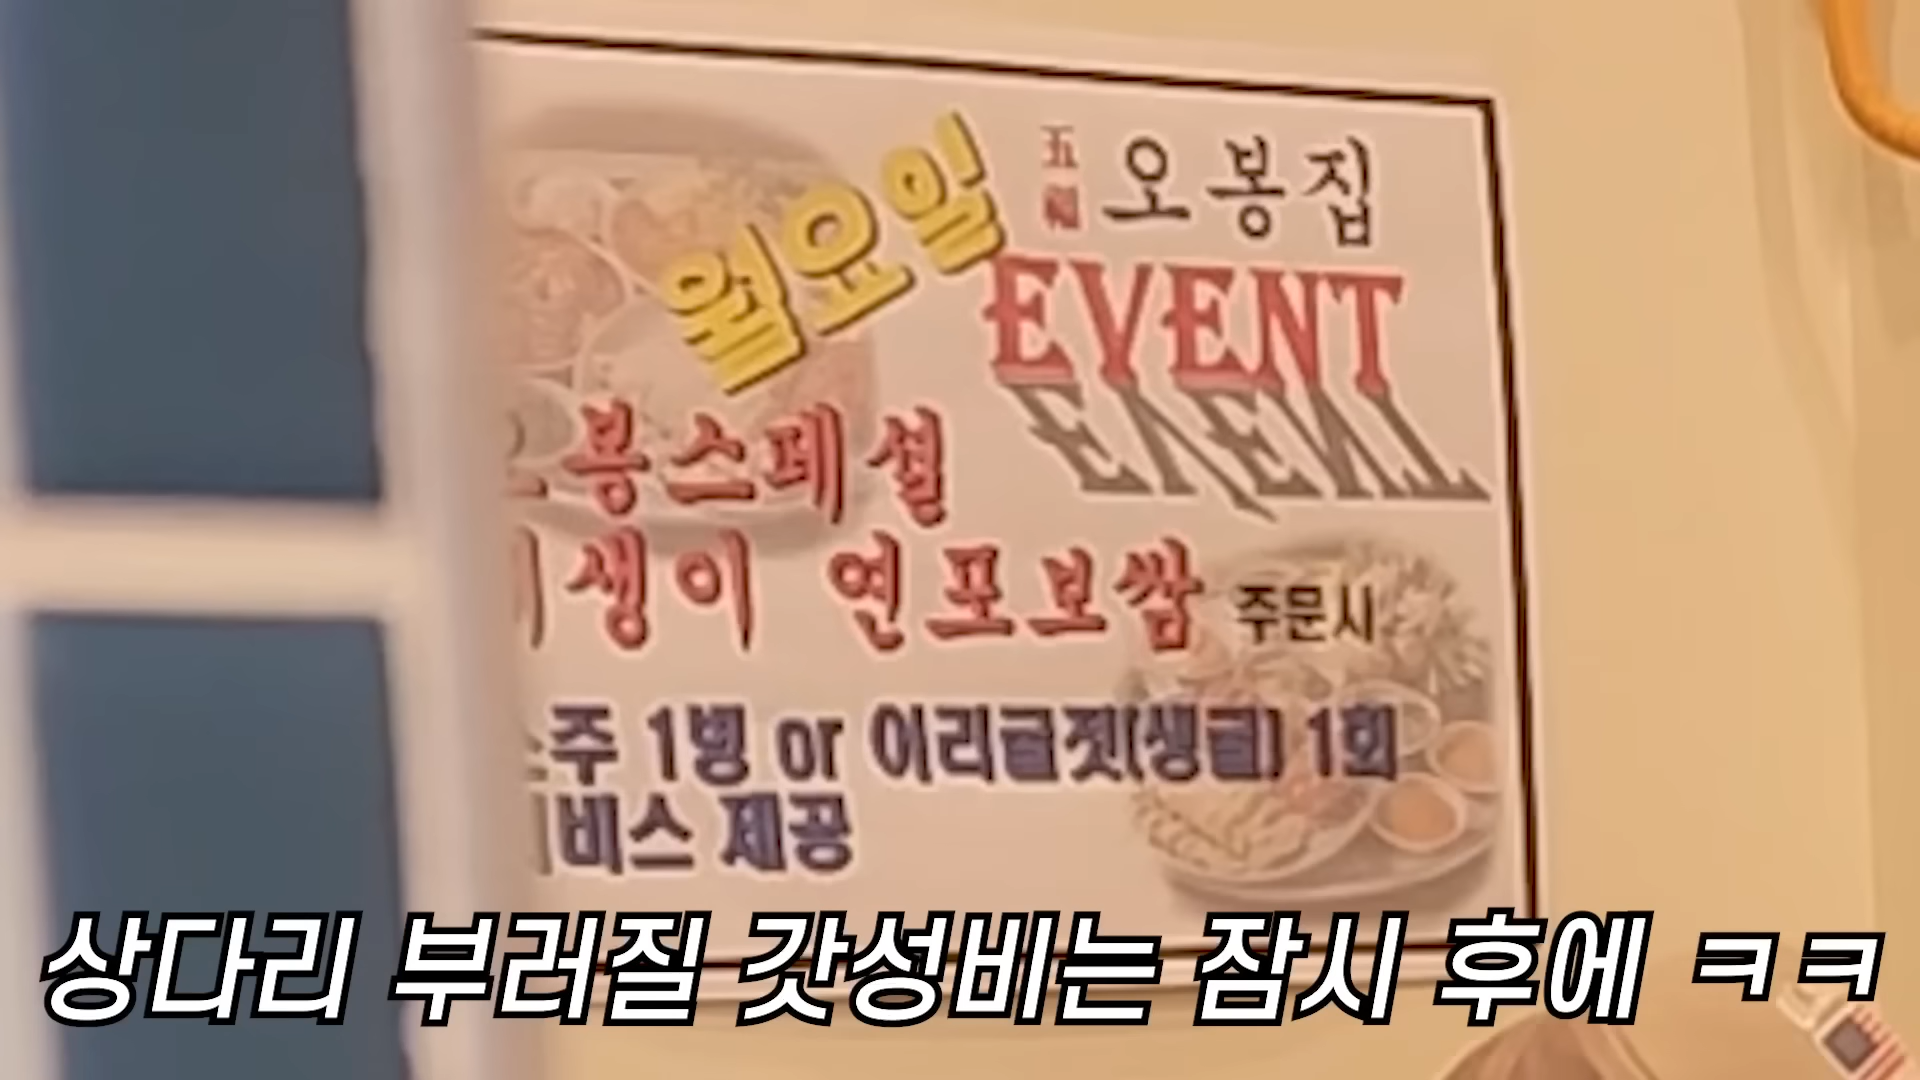 월요일
五福 오봉집
EVENT
봉스페셜
생이 연포보쌈 주문시
주 1병 or 어리굴젓(생굴) 1회
비스 제공
상다리 부러질 갓성비는 잠시 후에 ㅋㅋ